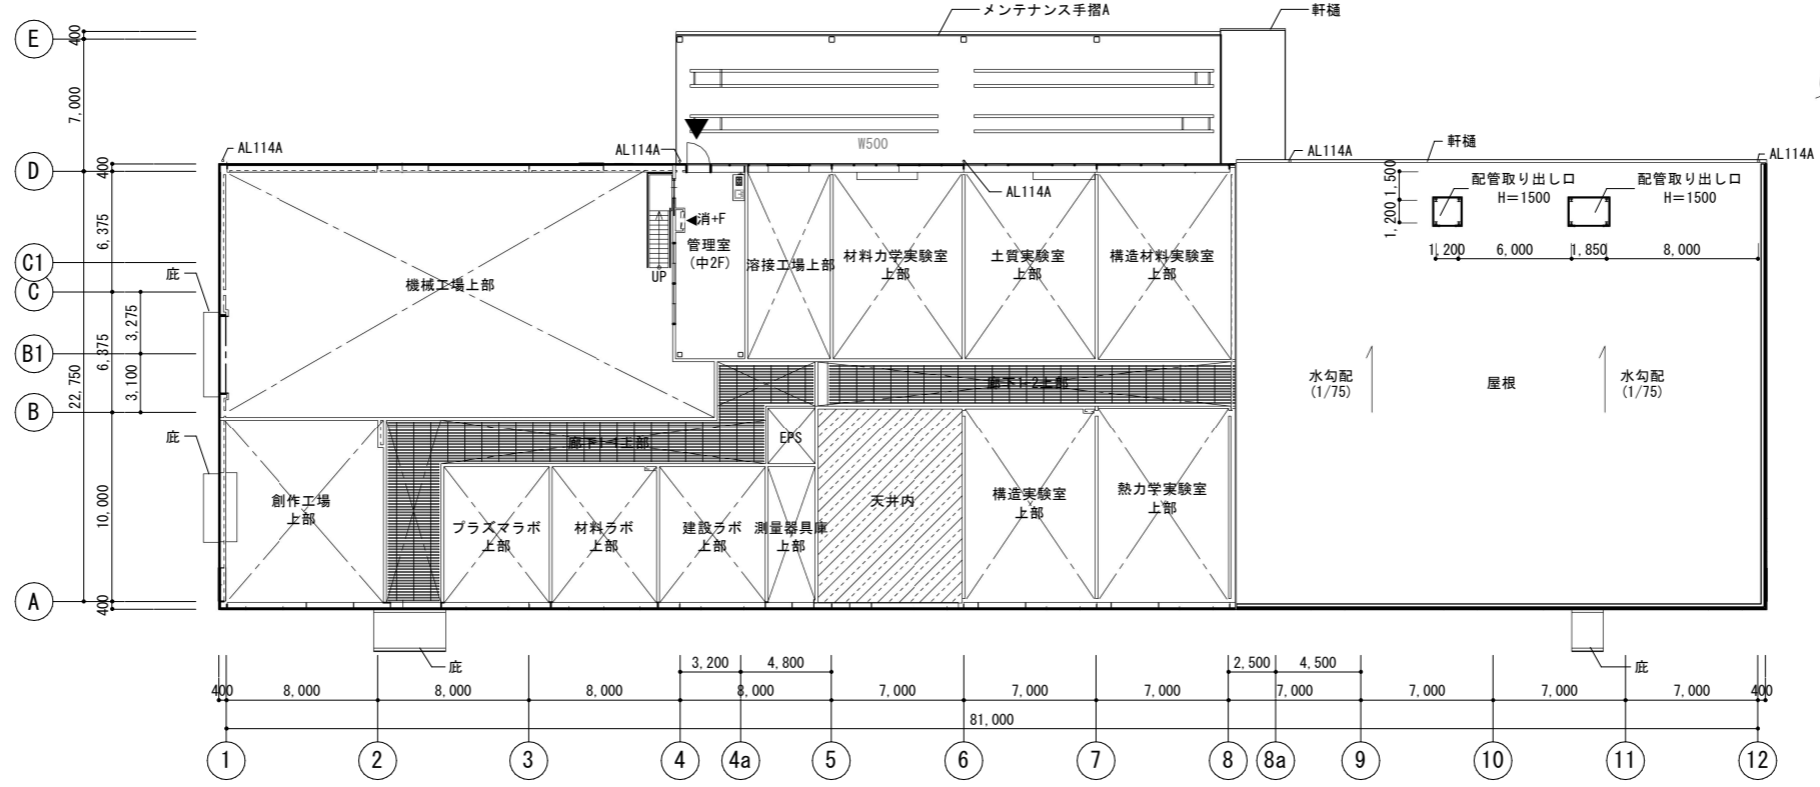 メンテナンス手摺A
軒樋
E
400
7,000
W500
AL114A
AL114A
AL114A
軒樋
AL114A
D
400
AL114A
配管取り出し口
H=1500
配管取り出し口
H=1500
1,500
1,200
1,200
6,000
1,850
8,000
消+F
管理室
(中2F)
UP
溶接工場上部
材料力学実験室
上部
土質実験室
上部
構造材料実験室
上部
6,375
C1
庇
C
機械工場上部
3,275
B1
6,375
22,750
3,100
水勾配
(1/75)
屋根
水勾配
(1/75)
廊下1-2上部
B
庇
廊下1-1上部
EPS
創作工場
上部
プラズマラボ
上部
材料ラボ
上部
建設ラボ
上部
測量器具庫
上部
天井内
構造実験室
上部
熱力学実験室
上部
10,000
A
400
庇
庇
3,200
4,800
2,500
4,500
400
8,000
8,000
8,000
8,000
7,000
7,000
7,000
7,000
7,000
7,000
7,000
400
81,000
1
2
3
4
4a
5
6
7
8
8a
9
10
11
12